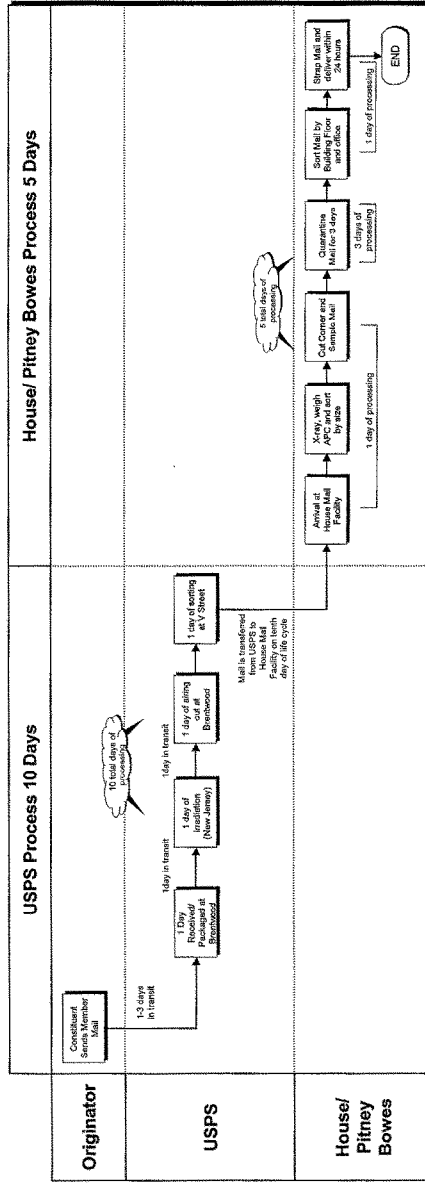 USPS Process 10 Days
House/ Pitney Bowes Process 5 Days
Originator
Constituent
Sends Member
Mail
10 total days of
processing
1-3 days
in transit
USPS
1 Day
Received/
Packaged at
Brentwood
1day in transit
1 day of
Irradiation
(New Jersey)
1day in transit
1 day of airing
out at
Brentwood
1 day of sorting
at V Street
Mail is transferred
from USPS to
House Mail
Facility on tenth
day of life cycle
5 total days of
processing
House/
Pitney
Bowes
Arrival at
House Mail
Facility
X-ray, weigh
APC and sort
by size
Cut Corner and
Sample Mail
Quarantine
Mail for 3 days
Sort Mail by
Building Floor
and office
Strap Mail and
deliver within
24 hours
1 day of processing
3 days of
processing
1 day of processing
END